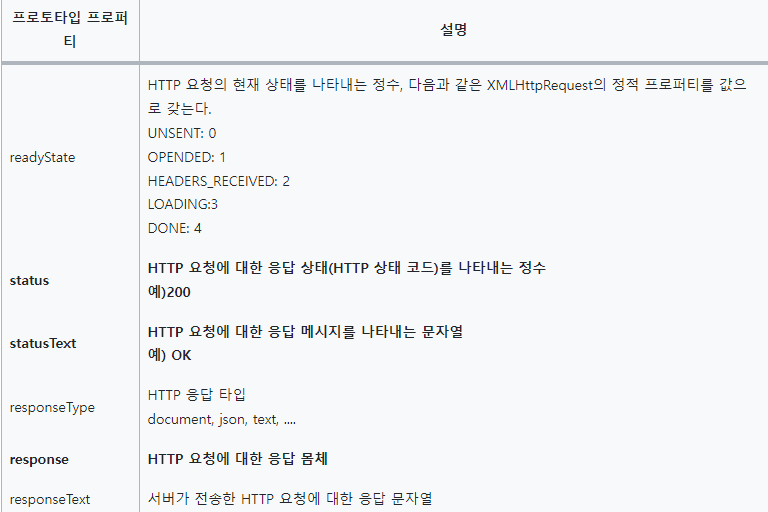 프로토타입 프로퍼
티
설명
readyState
HTTP 요청의 현재 상태를 나타내는 정수, 다음과 같은 XMLHttpRequest의 정적 프로퍼티를 값으
로 갖는다.
UNSENT: 0
OPENDED: 1
HEADERS_RECEIVED: 2
LOADING:3
DONE: 4
status
HTTP 요청에 대한 응답 상태(HTTP 상태 코드)를 나타내는 정수
예)200
statusText
HTTP 요청에 대한 응답 메시지를 나타내는 문자열
예) OK
responseType
HTTP 응답 타입
document, json, text, ....
response
HTTP 요청에 대한 응답 몸체
responseText
서버가 전송한 HTTP 요청에 대한 응답 문자열